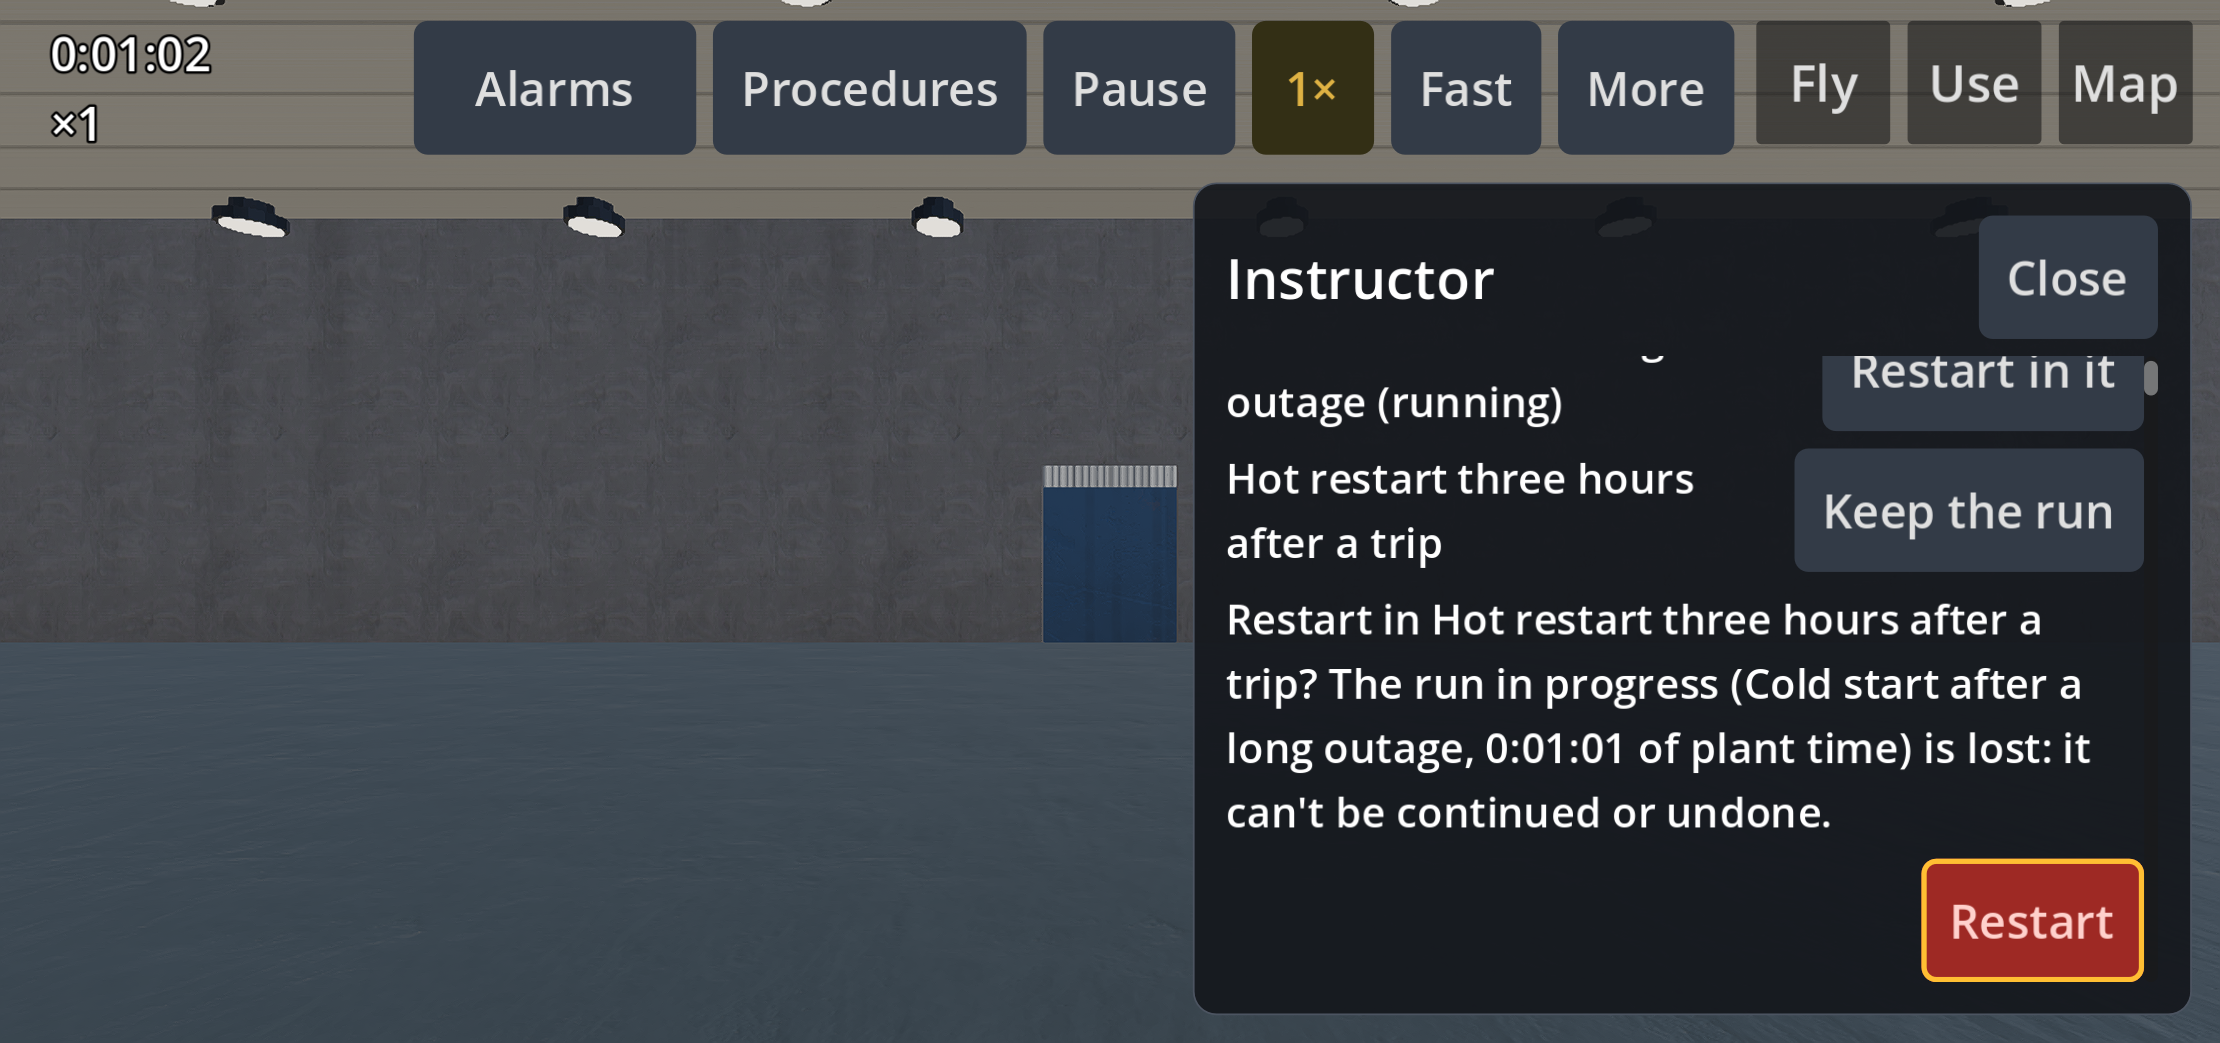 0:01:02
×1
Alarms
Procedures
Pause
1×
Fast
More
Fly
Use
Map
Instructor
Close
outage (running)
Restart in it
Hot restart three hours
after a trip
Keep the run
Restart in Hot restart three hours after a
trip? The run in progress (Cold start after a
long outage, 0:01:01 of plant time) is lost: it
can't be continued or undone.
Restart